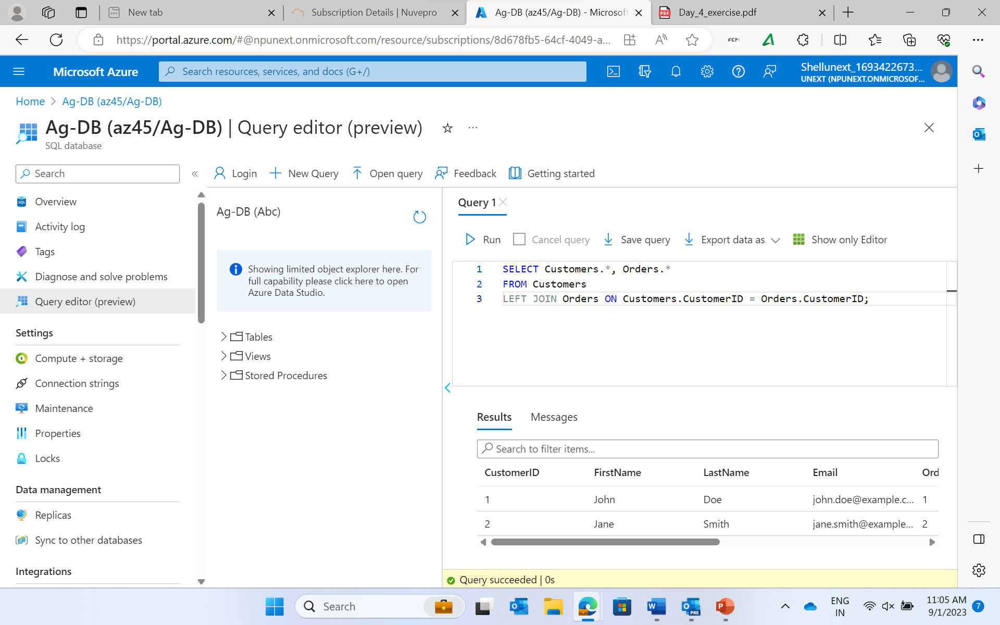 New tab
Subscription Details | Nuvepro
Ag-DB (az45/Ag-DB) - Microsoft
Day_4_exercise.pdf
https://portal.azure.com/#@npunext.onmicrosoft.com/resource/subscriptions/8d678fb5-64cf-4049-a...
FCM
Microsoft Azure
Search resources, services, and docs (G+/)
Shellunext_1693422673...
UNEXT (NPUNEXT.ONMICROSOF...
Home > Ag-DB (az45/Ag-DB)
Ag-DB (az45/Ag-DB) | Query editor (preview)
SQL database
Search
Login
New Query
Open query
Feedback
Getting started
Overview
Activity log
Tags
Diagnose and solve problems
Query editor (preview)
Settings
Compute + storage
Connection strings
Maintenance
Properties
Locks
Data management
Replicas
Sync to other databases
Integrations
Ag-DB (Abc)
Showing limited object explorer here. For
full capability please click here to open
Azure Data Studio.
Tables
Views
Stored Procedures
Query 1
Run
Cancel query
Save query
Export data as
Show only Editor
1 SELECT Customers.*, Orders.*
2 FROM Customers
3 LEFT JOIN Orders ON Customers.CustomerID = Orders.CustomerID;
Results Messages
Search to filter items...
CustomerID FirstName LastName Email Ord
1 John Doe john.doe@example.c... 1
2 Jane Smith jane.smith@example... 2
Query succeeded | 0s
Search
ENG
IN
11:05 AM
9/1/2023
7